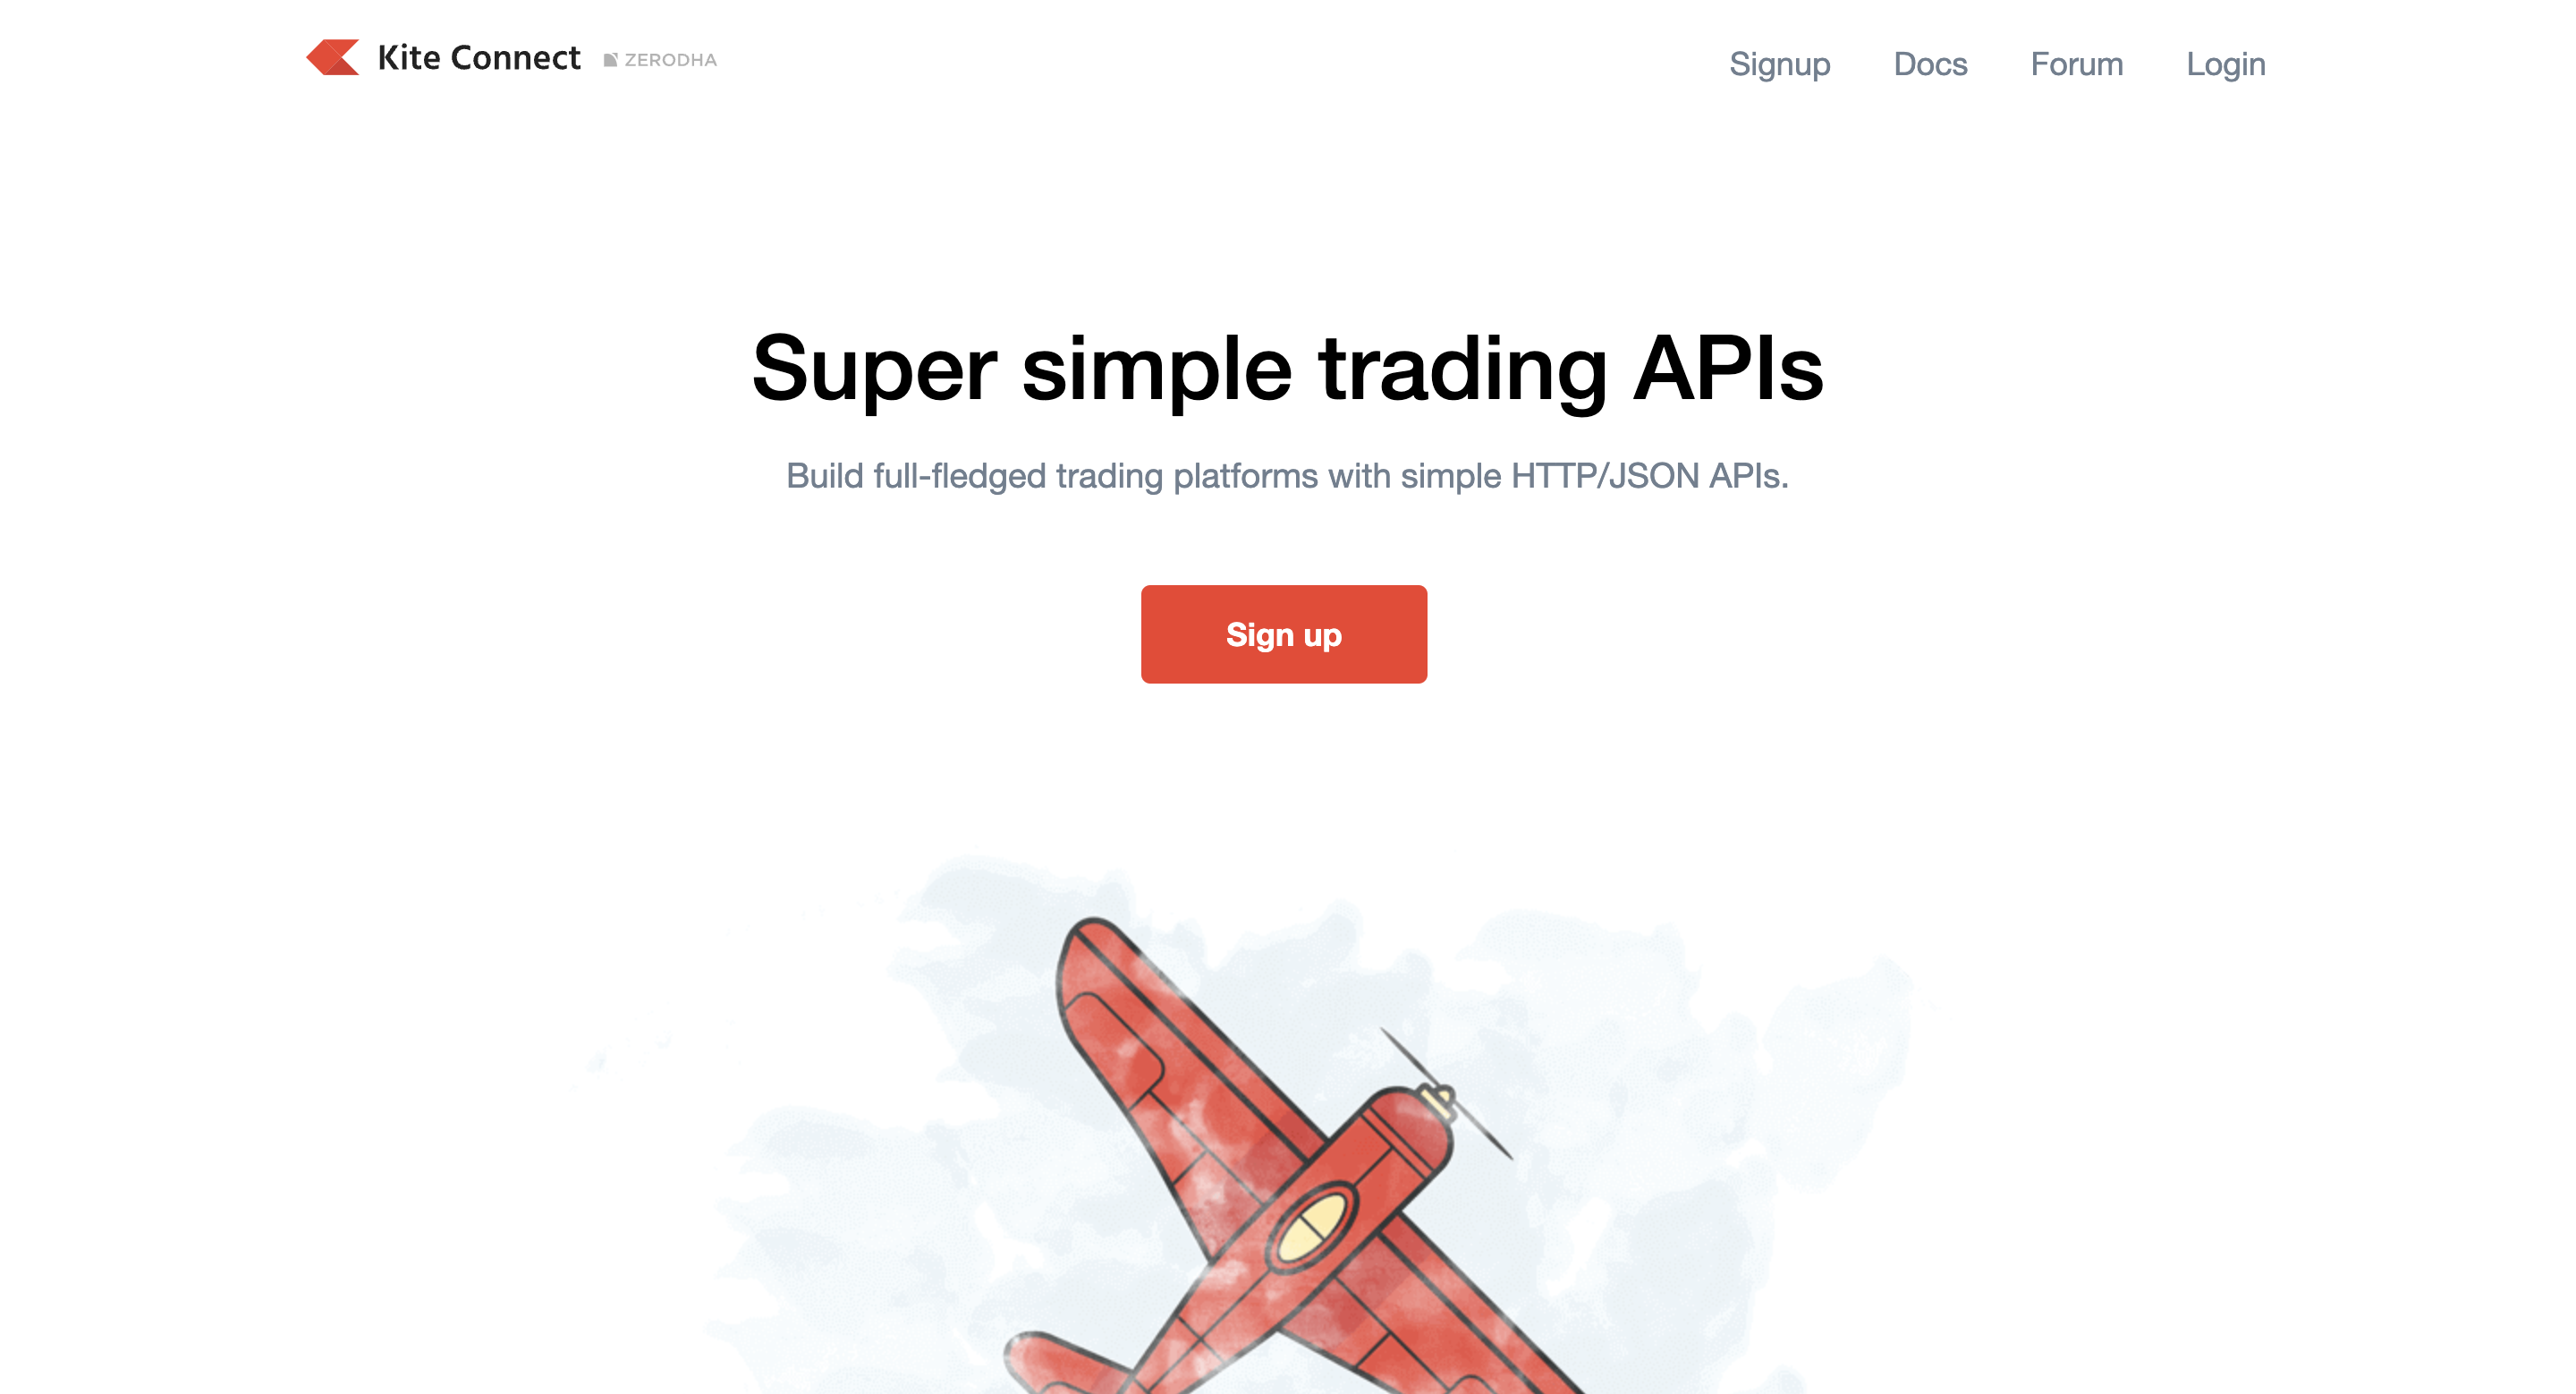 Kite Connect ZERODHA
Signup Docs Forum Login
Super simple trading APIs
Build full-fledged trading platforms with simple HTTP/JSON APIs.
Sign up